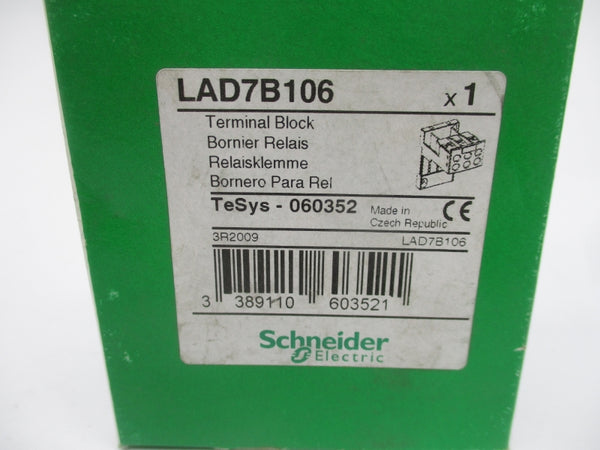 LAD7B106 x 1
Terminal Block
Bornier Relais
Relaisklemme
Bornero Para Rel
TeSys - 060352 Made in Czech Republic CE
3R2009 LAD7B106
3 389110 603521
Schneider
Electric